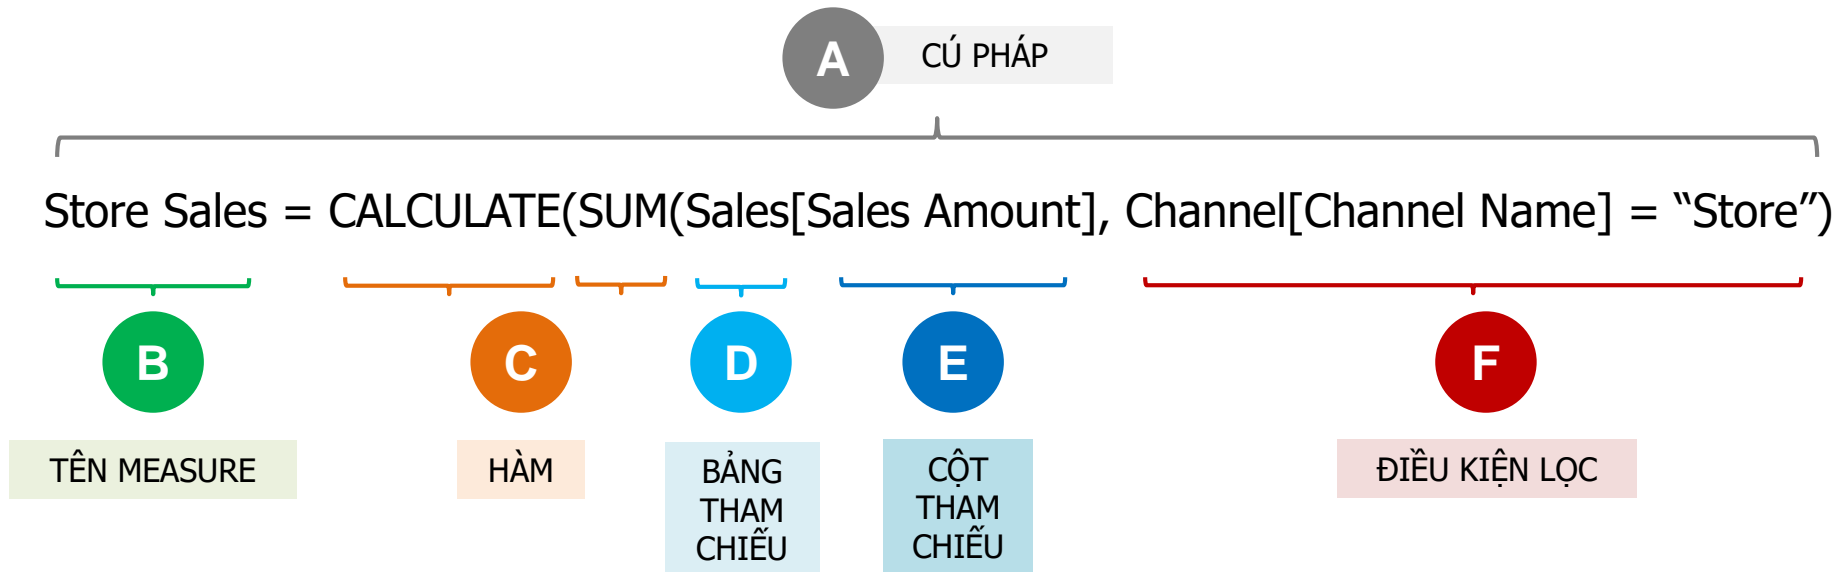 A
CÚ PHÁP
Store Sales = CALCULATE(SUM(Sales[Sales Amount], Channel[Channel Name] = “Store”)
B
C
D
E
F
TÊN MEASURE
HÀM
BẢNG
THAM
CHIẾU
CỘT
THAM
CHIẾU
ĐIỀU KIỆN LỌC